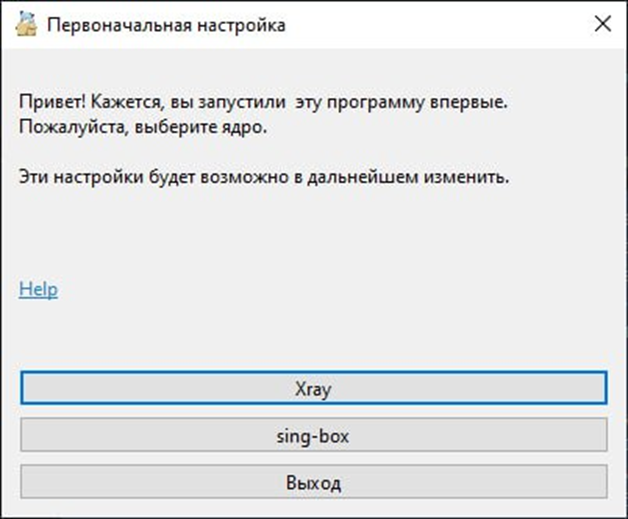 Первоначальная настройка
Привет! Кажется, вы запустили  эту программу впервые.
Пожалуйста, выберите ядро.
Эти настройки будет возможно в дальнейшем изменить.
Help
Xray
sing-box
Выход